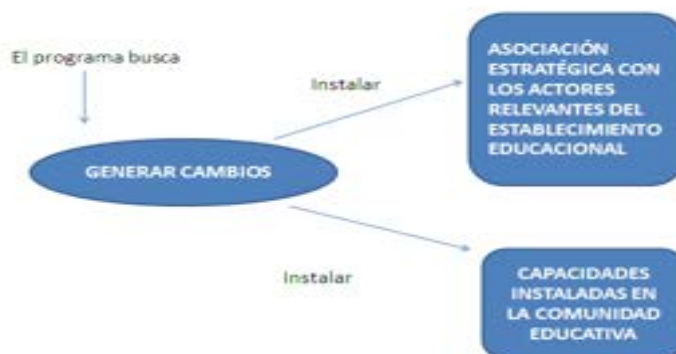 El programa busca
GENERAR CAMBIOS
Instalar
ASOCIACIÓN
ESTRATÉGICA CON
LOS ACTORES
RELEVANTES DEL
ESTABLECIMIENTO
EDUCACIONAL
Instalar
CAPACIDADES
INSTALADAS EN
LA COMUNIDAD
EDUCATIVA